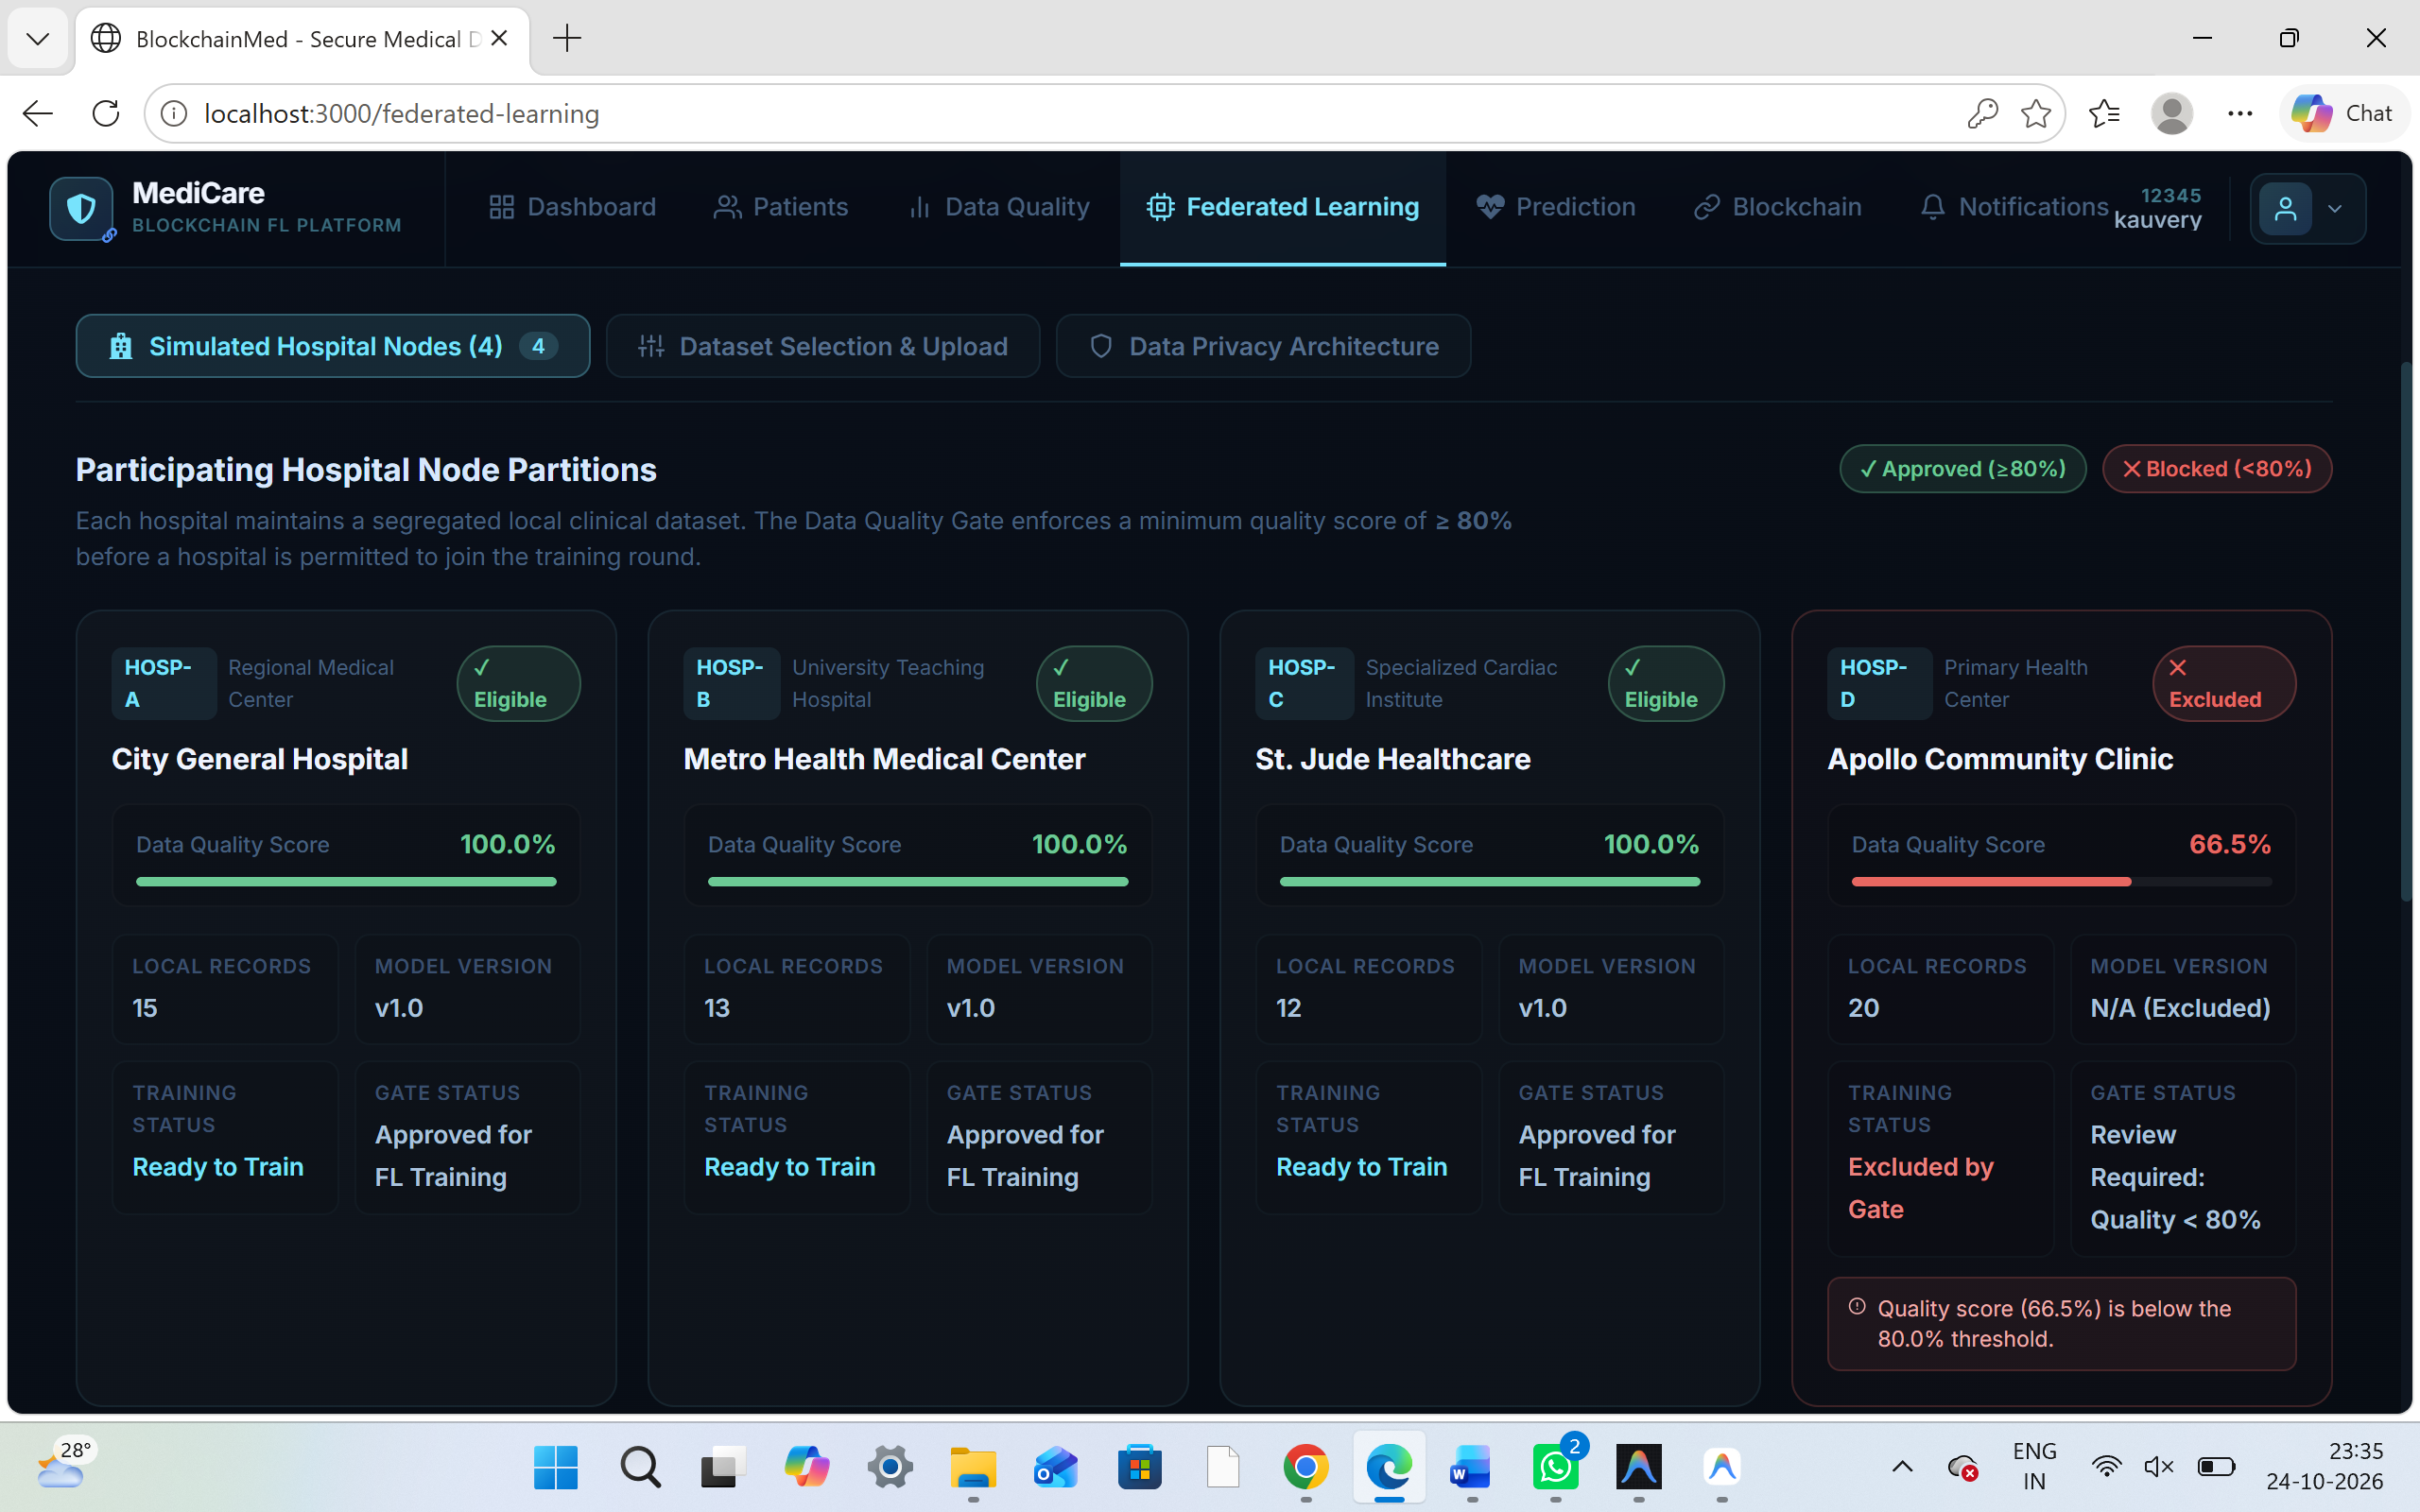 BlockchainMed - Secure Medical D
localhost:3000/federated-learning
Chat
MediCare
BLOCKCHAIN FL PLATFORM
Dashboard
Patients
Data Quality
Federated Learning
Prediction
Blockchain
Notifications
12345
kauvery
Simulated Hospital Nodes (4) 4
Dataset Selection & Upload
Data Privacy Architecture
Participating Hospital Node Partitions
✓ Approved (≥80%)
✕ Blocked (<80%)
Each hospital maintains a segregated local clinical dataset. The Data Quality Gate enforces a minimum quality score of ≥ 80%
before a hospital is permitted to join the training round.
HOSP-
A
Regional Medical
Center
✓
Eligible
City General Hospital
Data Quality Score 100.0%
LOCAL RECORDS
15
MODEL VERSION
v1.0
TRAINING
STATUS
Ready to Train
GATE STATUS
Approved for
FL Training
HOSP-
B
University Teaching
Hospital
✓
Eligible
Metro Health Medical Center
Data Quality Score 100.0%
LOCAL RECORDS
13
MODEL VERSION
v1.0
TRAINING
STATUS
Ready to Train
GATE STATUS
Approved for
FL Training
HOSP-
C
Specialized Cardiac
Institute
✓
Eligible
St. Jude Healthcare
Data Quality Score 100.0%
LOCAL RECORDS
12
MODEL VERSION
v1.0
TRAINING
STATUS
Ready to Train
GATE STATUS
Approved for
FL Training
HOSP-
D
Primary Health
Center
✕
Excluded
Apollo Community Clinic
Data Quality Score 66.5%
LOCAL RECORDS
20
MODEL VERSION
N/A (Excluded)
TRAINING
STATUS
Excluded by
Gate
GATE STATUS
Review
Required:
Quality < 80%
Quality score (66.5%) is below the
80.0% threshold.
28°
2
ENG
IN
23:35
24-10-2026